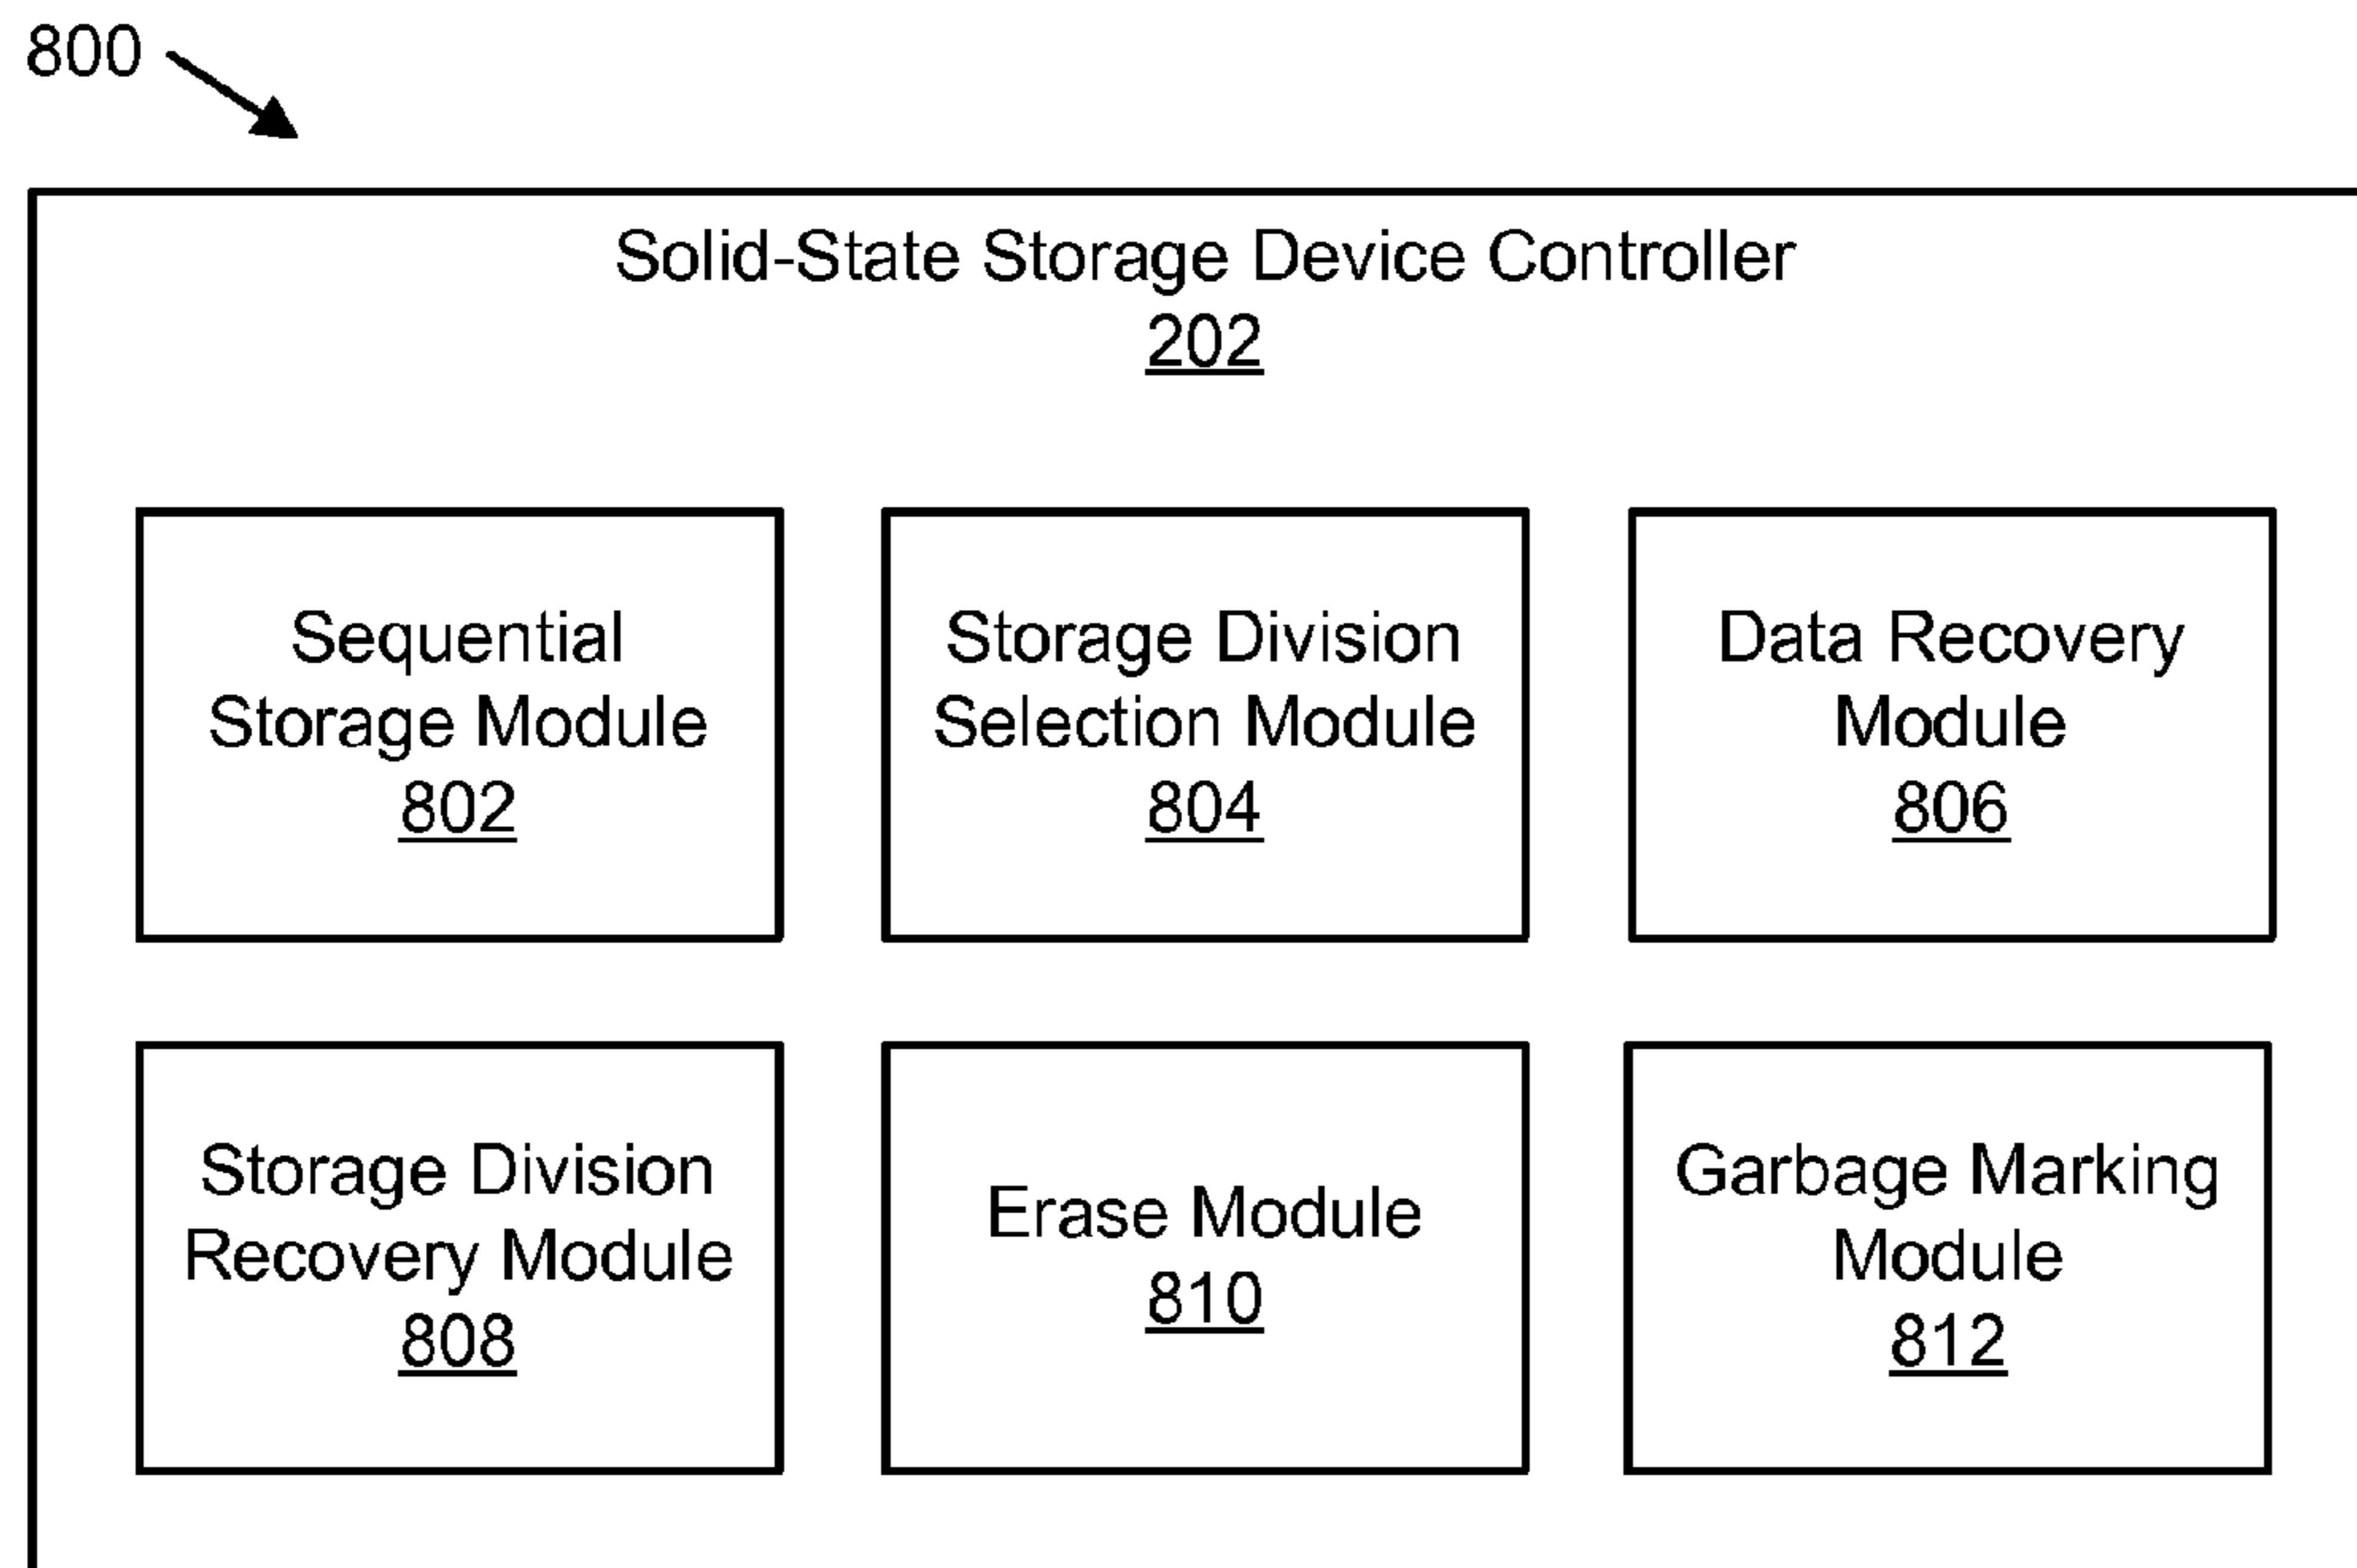 800
Solid-State Storage Device Controller
202
Sequential
Storage Module
802
Storage Division
Selection Module
804
Data Recovery
Module
806
Storage Division
Recovery Module
808
Erase Module
810
Garbage Marking
Module
812